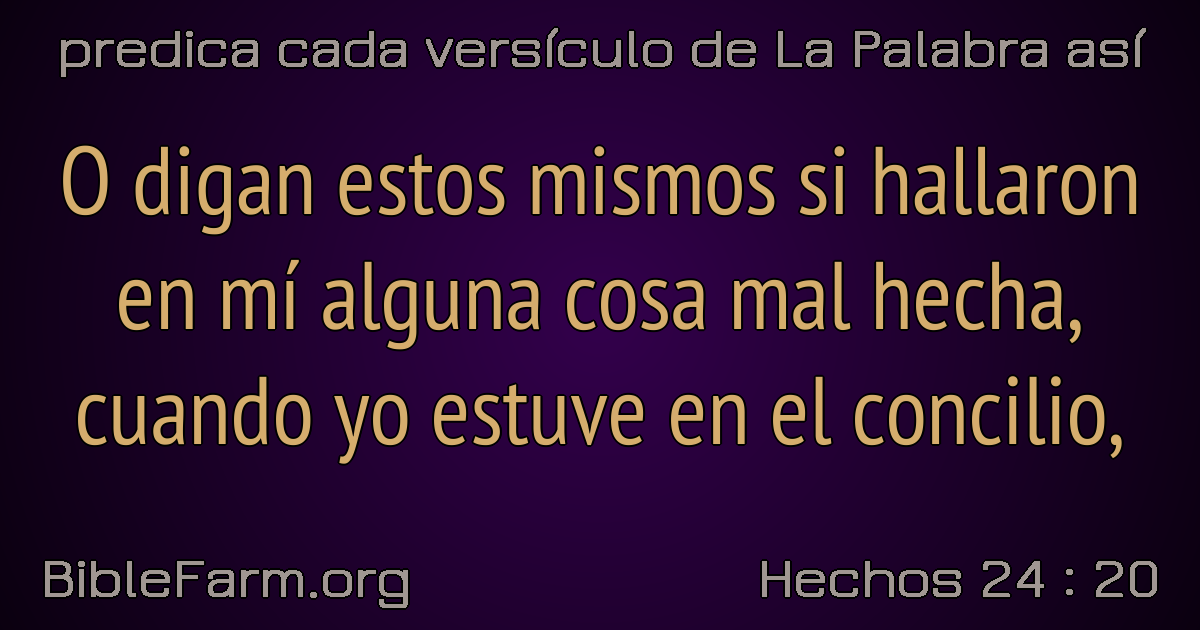 predica cada versículo de La Palabra así
O digan estos mismos si hallaron
en mí alguna cosa mal hecha,
cuando yo estuve en el concilio,
BibleFarm.org
Hechos 24 : 20